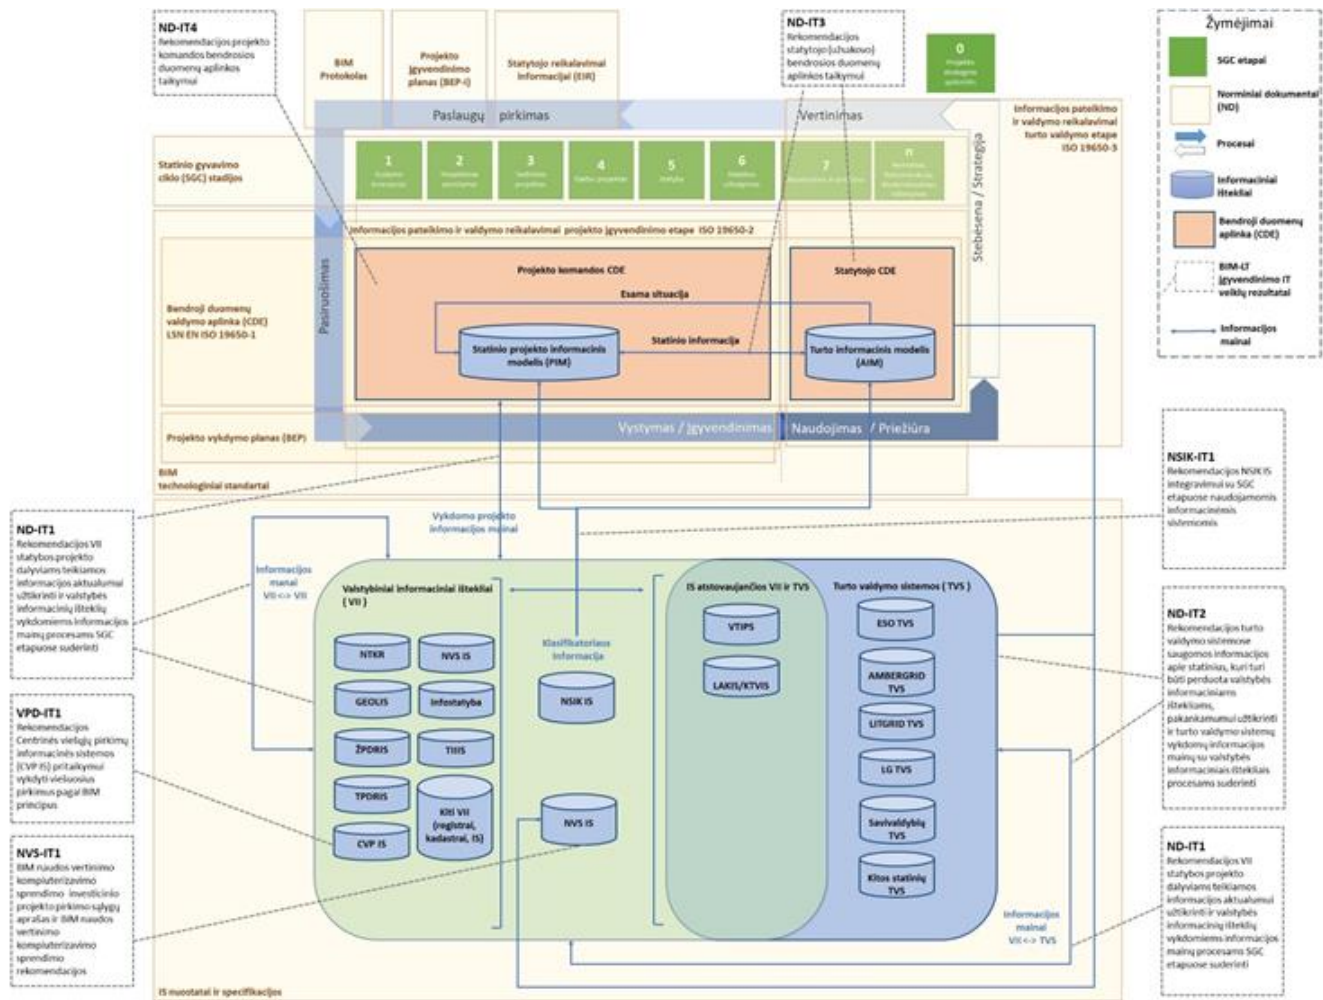 ND-IT4
Rekomendacijos projekto
komandos bendrosios
duomenų aplinkos
taikymui
BIM
Protokolas
Projekto
įgyvendinimo
planas (BEP-i)
Statytojo reikalavimai
informacijai (EIR)
ND-IT3
Rekomendacijos
statytojo (užsakovo)
bendrosios duomenų
aplinkos taikymui
0
Žymėjimai
SGC etapai
Norminiai dokumentai
(ND)
Procesai
Informaciniai
ištekliai
Bendroji duomenų
aplinka (CDE)
BIM-LT
įgyvendinimo IT
veiklų rezultatai
Informacijos
mainai
Paslaugų pirkimas
Vertinimas
Informacijos pateikimo
ir valdymo reikalavimai
turto valdymo etape
ISO 19650-3
Statinio gyvavimo
ciklo (SGC) stadijos
1
2
3
4
5
6
7
n
Stebėsena / Strategija
Pasiruošimas
Informacijos pateikimo ir valdymo reikalavimai projekto įgyvendinimo etape ISO 19650-2
Bendroji duomenų
valdymo aplinka (CDE)
LSN EN ISO 19650-1
Projekto komandos CDE
Statytojo CDE
Esama situacija
Statinio informacija
Statinio projekto informacinis
modelis (PIM)
Turto informacinis modelis
(AIM)
Projekto vykdymo planas (BEP)
Vystymas / Įgyvendinimas
Naudojimas / Priežiūra
BIM
technologiniai standartai
NSIK-IT1
Rekomendacijos NSIK IS
integravimui su SGC
etapuose naudojamomis
informacinėmis
sistemomis
ND-IT1
Rekomendacijos VII
statybos projekto
dalyviams teikiamos
informacijos aktualumui
užtikrinti ir valstybės
informacinių išteklių
vykdomiems informacijos
mainų procesams SGC
etapuose suderinti
Vykdomo projekto
informacijos mainai
Informacijos
manai
VII <-> VII
Valstybiniai informaciniai ištekliai
( VII )
NTKR
NVS IS
GEOLIS
Infostatyba
ŽPDRIS
TIIIS
TPDRIS
Kiti VII
(registrai,
kadastrai, IS)
CVP IS
Klasifikatoriaus
informacija
NSIK IS
NVS IS
IS atstovaujančios VII ir TVS
VTIPS
LAKIS/KTVIS
Turto valdymo sistemos ( TVS )
ESO TVS
AMBERGRID
TVS
LITGRID TVS
LG TVS
Savivaldybių
TVS
Kitos statinių
TVS
ND-IT2
Rekomendacijos turto
valdymo sistemose
saugomos informacijos
apie statinius, kuri turi
būti perduota valstybės
informaciniams
ištekliams,
pakankamumui užtikrinti
ir turto valdymo sistemų
vykdomų informacijos
mainų su valstybės
informaciniais ištekliais
procesams suderinti
VPD-IT1
Rekomendacijos
Centrinės viešųjų pirkimų
informacinės sistemos
(CVP IS) pritaikymui
vykdyti viešuosius
pirkimus pagal BIM
principus
NVS-IT1
BIM naudos vertinimo
kompiuterizavimo
sprendimo investicinio
projekto pirkimo sąlygų
aprašas ir BIM naudos
vertinimo
kompiuterizavimo
sprendimo
rekomendacijos
Informacijos
mainai
VII <-> TVS
ND-IT1
Rekomendacijos VII
statybos projekto
dalyviams teikiamos
informacijos aktualumui
užtikrinti ir valstybės
informacinių išteklių
vykdomiems informacijos
mainų procesams SGC
etapuose suderinti
IS nuostatai ir specifikacijos